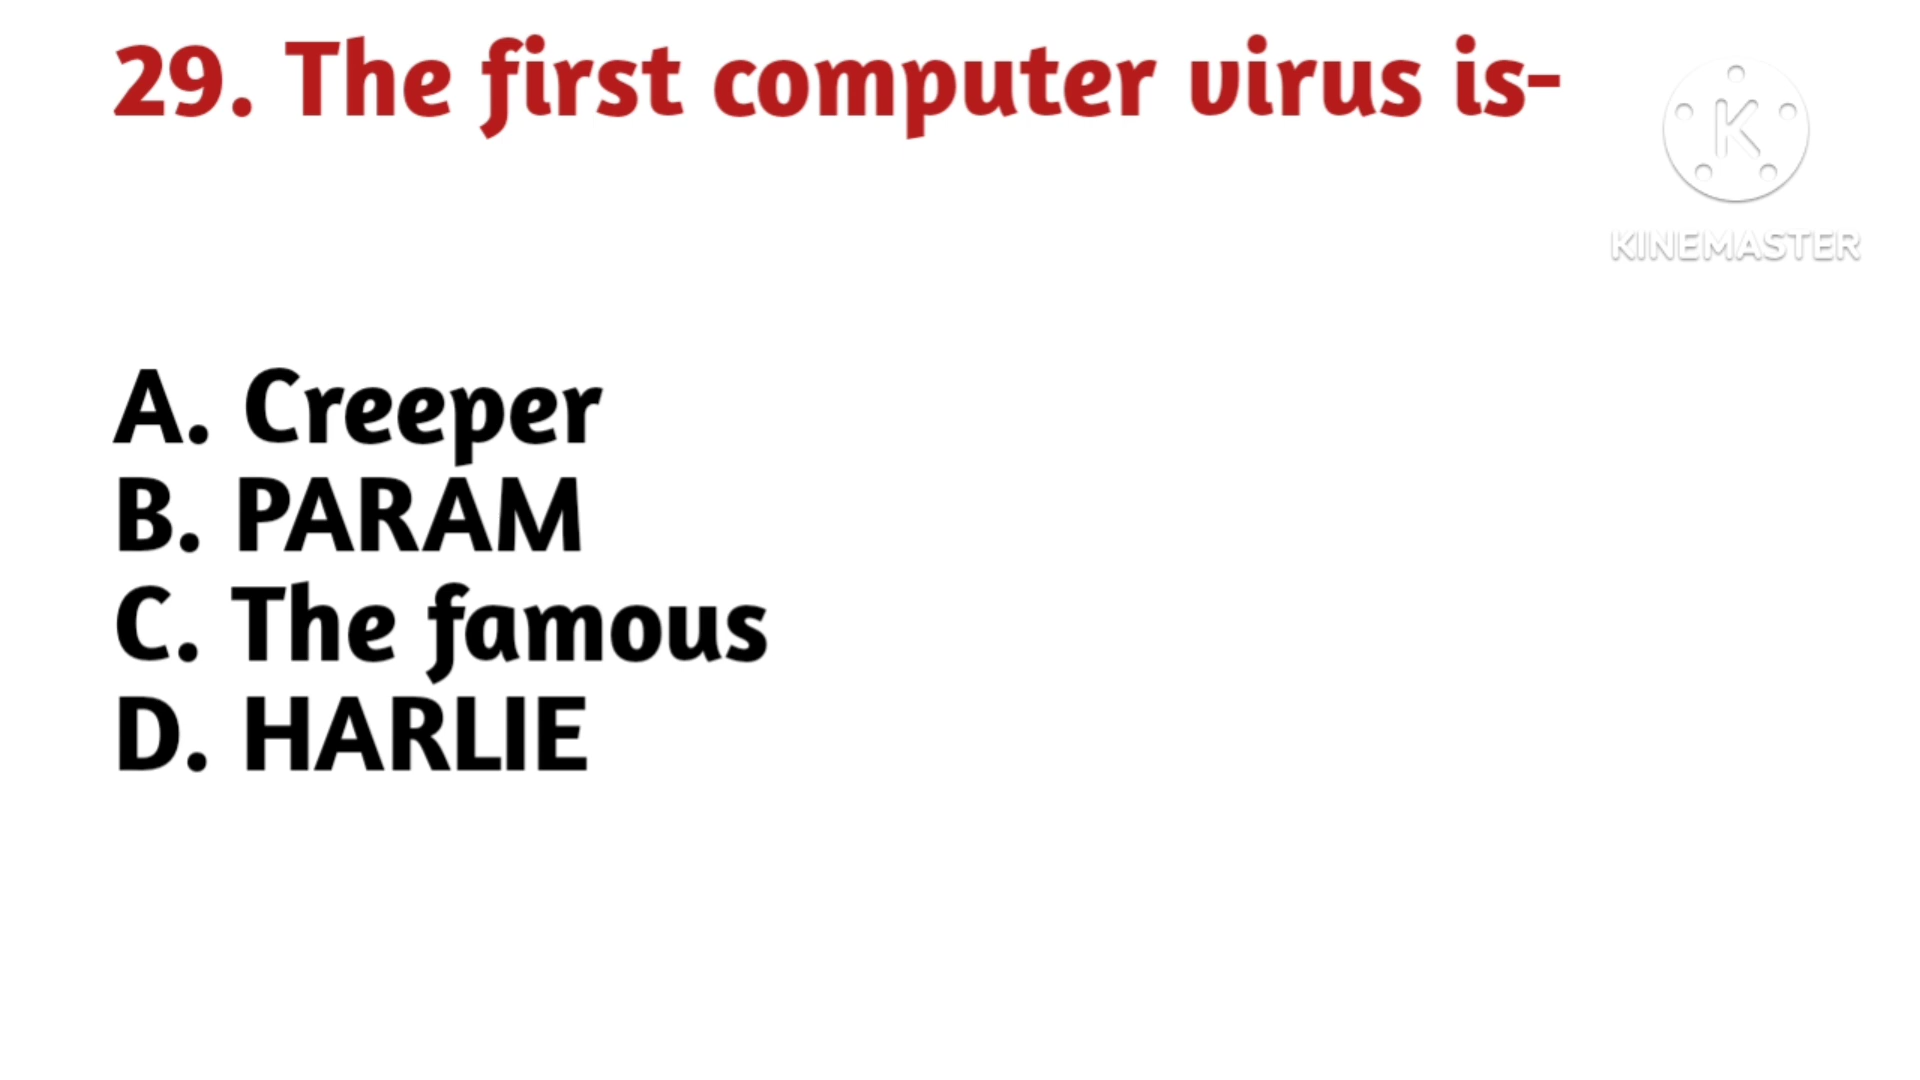 29. The first computer virus is-
K
KINEMASTER
A. Creeper
B. PARAM
C. The famous
D. HARLIE